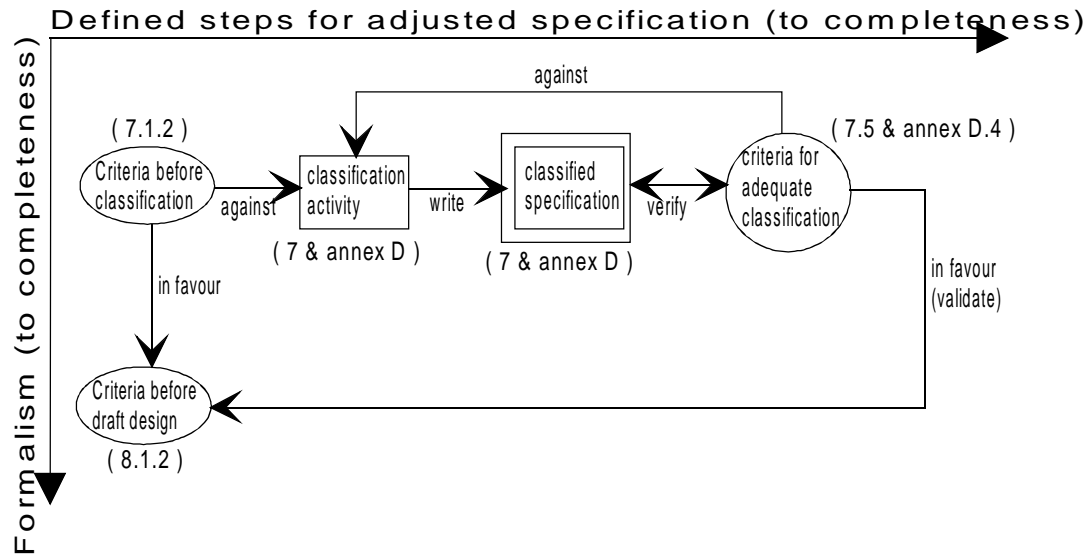 Defined steps for adjusted specification (to completeness)
Formalism (to completeness)
against
( 7.1.2 )
( 7.5 & annex D.4 )
Criteria before
classification
against
classification
activity
write
classified
specification
verify
criteria for
adequate
classification
( 7 & annex D )
( 7 & annex D )
in favour
in favour
(validate)
Criteria before
draft design
( 8.1.2 )